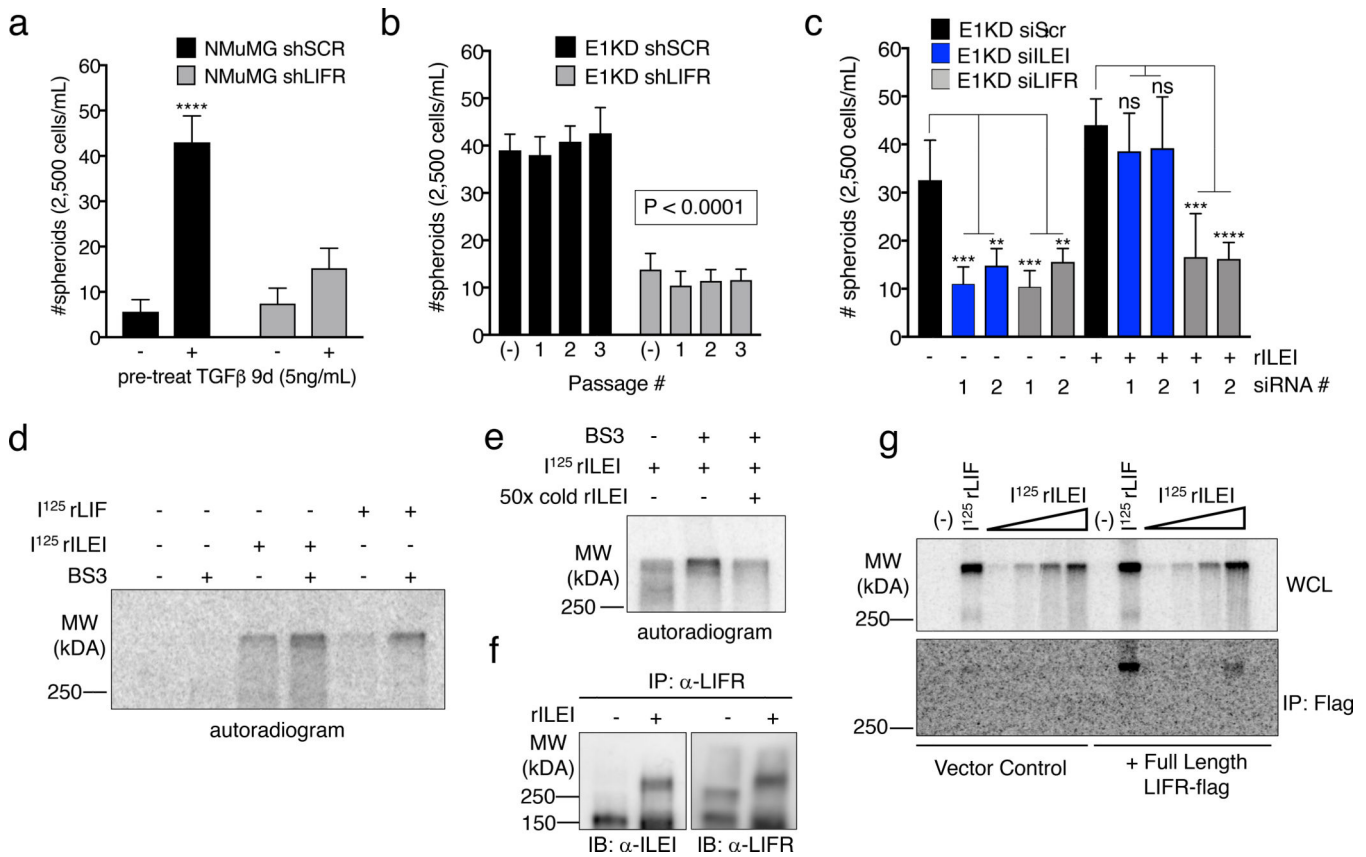 a
NMuMG shSCR
NMuMG shLIFR
#spheroids (2,500 cells/mL)
60
50
40
30
20
10
0
****
- + - +
pre-treat TGFβ 9d (5ng/mL)
b
E1KD shSCR
E1KD shLIFR
#spheroids (2,500 cells/mL)
60
50
40
30
20
10
0
P < 0.0001
(-) 1 2 3 (-) 1 2 3
Passage #
c
E1KD siScr
E1KD siILEI
E1KD siLIFR
# spheroids (2,500 cells/mL)
60
50
40
30
20
10
0
*** ** *** ** ns ns *** ****
- - - - - + + + + + rILEI
1 2 1 2 1 2 1 2 siRNA #
d
I125 rLIF - - - - + +
I125 rILEI - - + + - -
BS3 - + - + - +
MW
(kDA)
250
autoradiogram
e
BS3 - + +
I125 rILEI + + +
50x cold rILEI - - +
MW
(kDA)
250
autoradiogram
f
IP: α-LIFR
rILEI - + - +
MW
(kDA)
250
150
IB: α-ILEI IB: α-LIFR
g
(-) I125 rLIF I125 rILEI (-) I125 rLIF I125 rILEI
MW
(kDA)
250
WCL
250
IP: Flag
Vector Control
+ Full Length
LIFR-flag